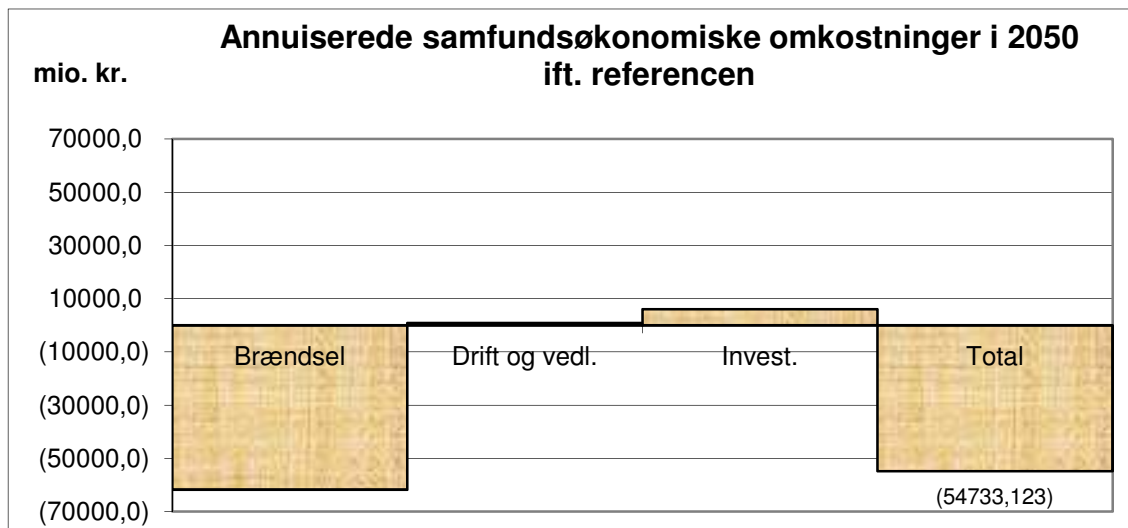 Annuiserede samfundsøkonomiske omkostninger i 2050
ift. referencen
mio. kr.
70000,0
50000,0
30000,0
10000,0
(10000,0)
(30000,0)
(50000,0)
(70000,0)
Brændsel
Drift og vedl.
Invest.
Total
(54733,123)